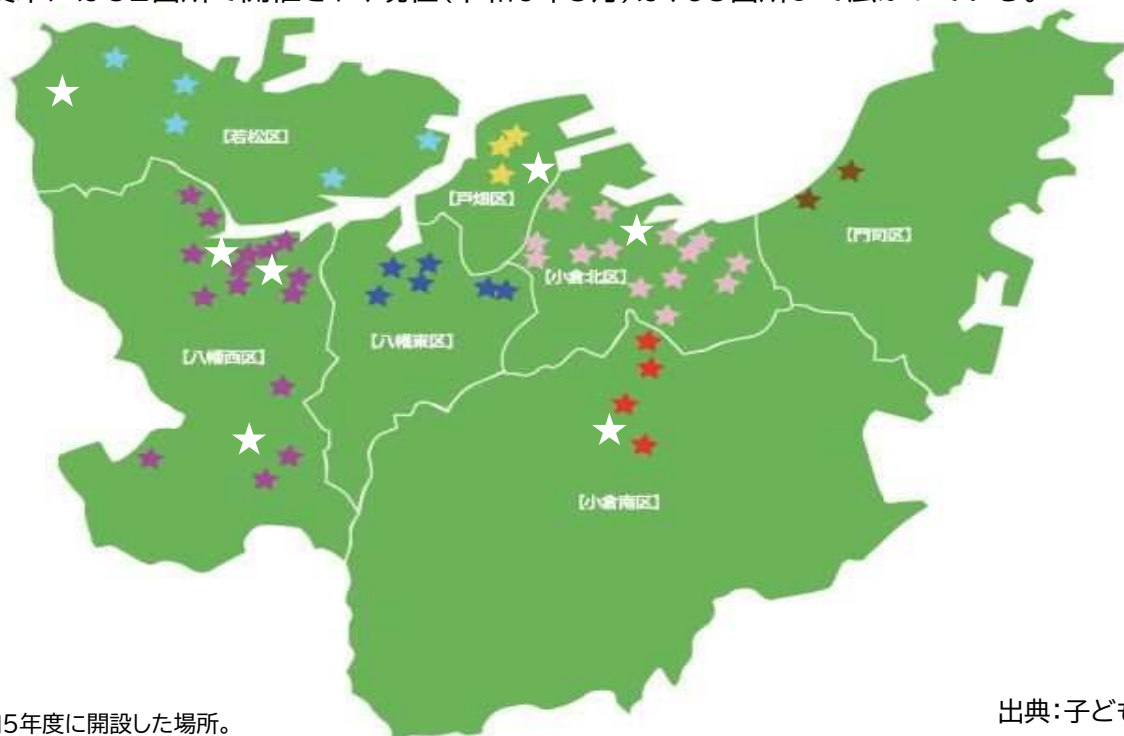 [若松区]
[戸畑区]
[門司区]
[小倉北区]
[八幡東区]
[八幡西区]
[小倉南区]
5年度に開設した場所。
出典:子ども